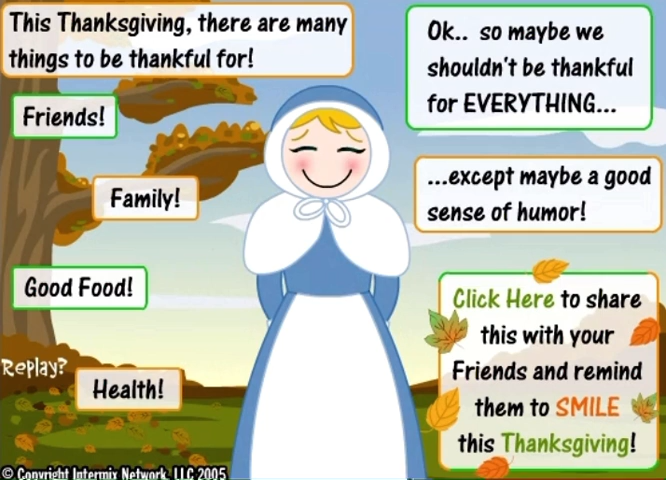 This Thanksgiving, there are many
things to be thankful for!
Friends!
Family!
Good Food!
Replay?
Health!
© Copyright Intermix Network, LLC 2005
Ok.. so maybe we
shouldn't be thankful
for EVERYTHING...
...except maybe a good
sense of humor!
Click Here to share
this with your
Friends and remind
them to SMILE
this Thanksgiving!